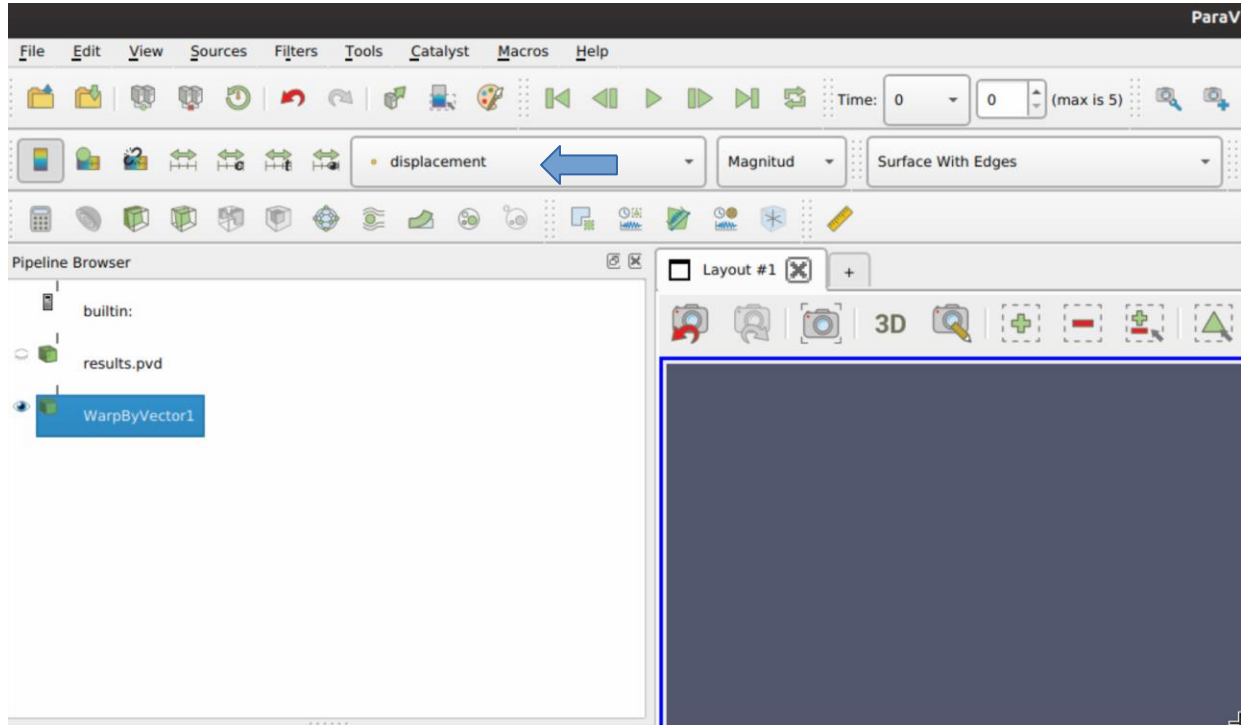 ParaV
File Edit View Sources Filters Tools Catalyst Macros Help
Time: 0 0 (max is 5)
displacement Magnitud Surface With Edges
Pipeline Browser
Layout #1 +
builtin:
3D
results.pvd
WarpByVector1